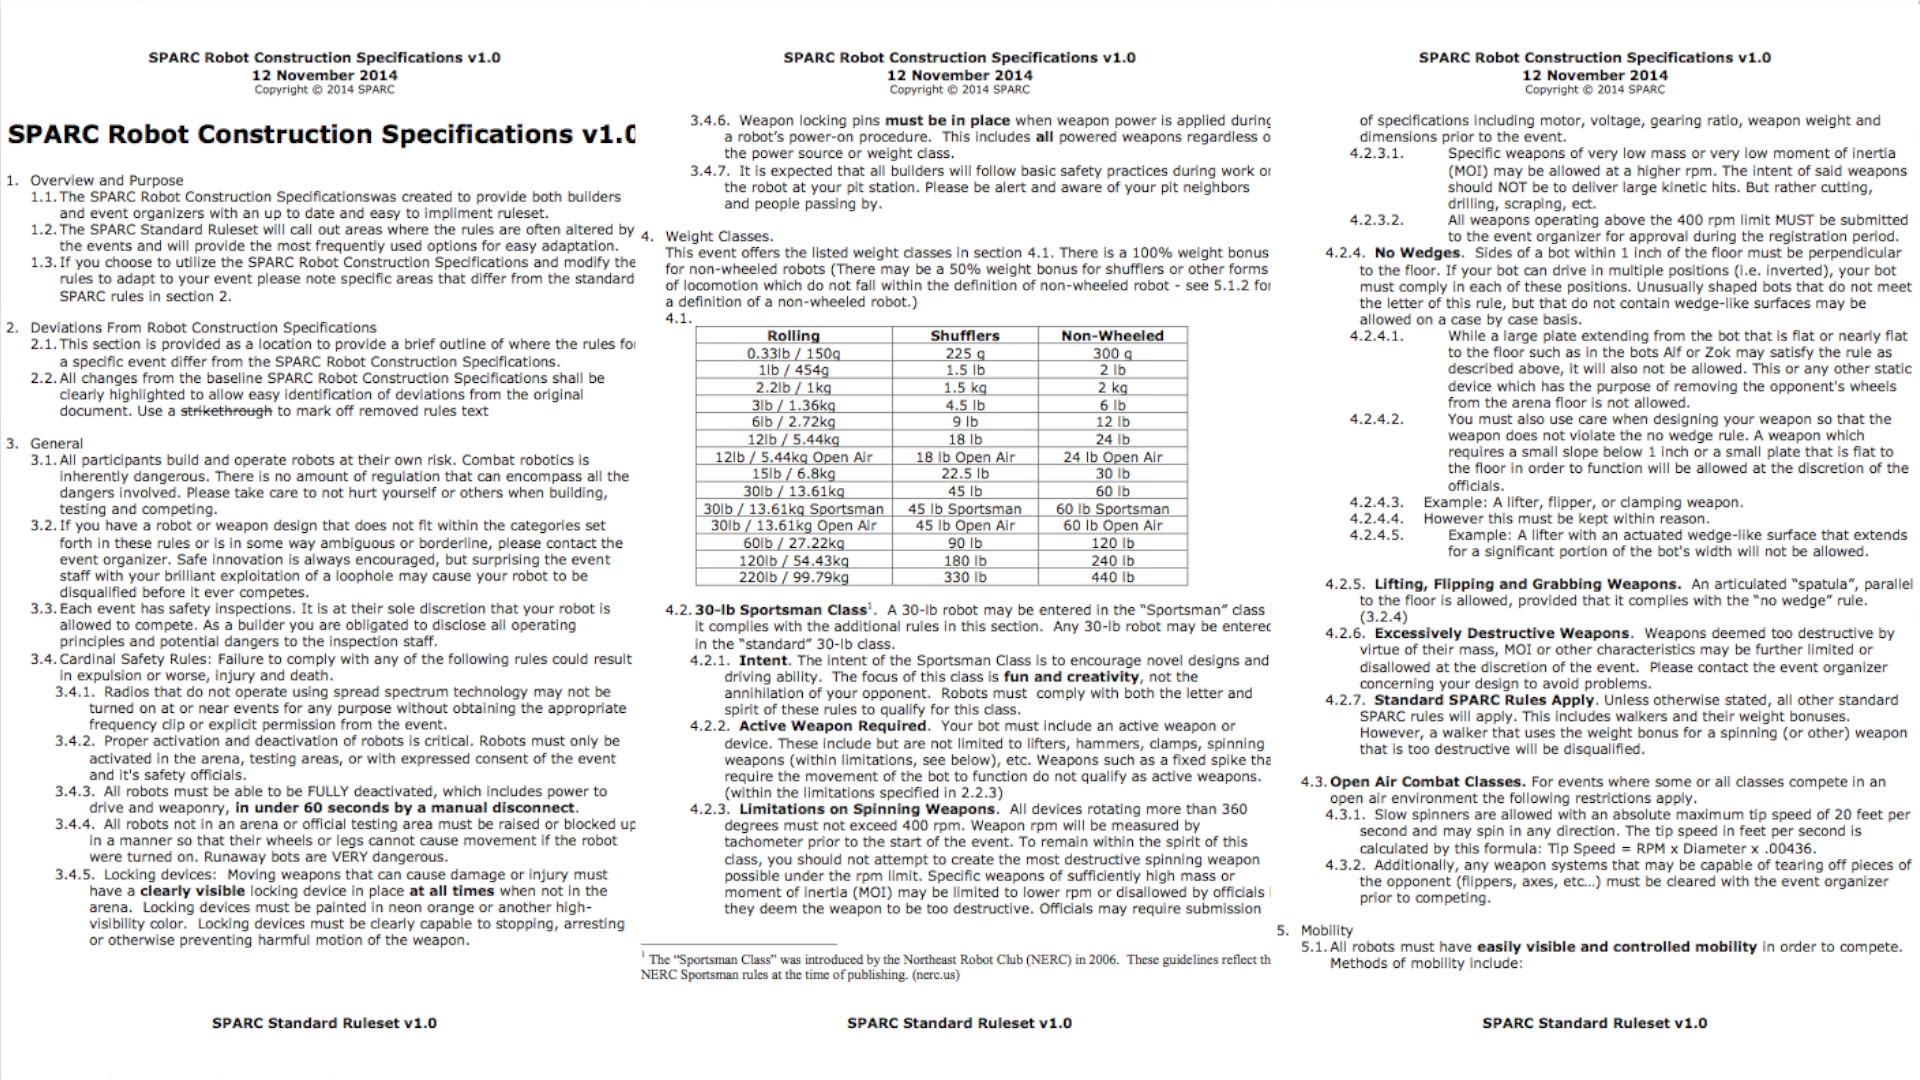 SPARC Robot Construction Specifications v1.0
12 November 2014
Copyright © 2014 SPARC
SPARC Robot Construction Specifications v1.0
1. Overview and Purpose
1.1. The SPARC Robot Construction Specificationswas created to provide both builders
and event organizers with an up to date and easy to impliment ruleset.
1.2. The SPARC Standard Ruleset will call out areas where the rules are often altered by
the events and will provide the most frequently used options for easy adaptation.
1.3. If you choose to utilize the SPARC Robot Construction Specifications and modify the
rules to adapt to your event please note specific areas that differ from the standard
SPARC rules in section 2.
2. Deviations From Robot Construction Specifications
2.1. This section is provided as a location to provide a brief outline of where the rules for
a specific event differ from the SPARC Robot Construction Specifications.
2.2. All changes from the baseline SPARC Robot Construction Specifications shall be
clearly highlighted to allow easy identification of deviations from the original
document. Use a strikethrough to mark off removed rules text
3. General
3.1. All participants build and operate robots at their own risk. Combat robotics is
inherently dangerous. There is no amount of regulation that can encompass all the
dangers involved. Please take care to not hurt yourself or others when building,
testing and competing.
3.2. If you have a robot or weapon design that does not fit within the categories set
forth in these rules or is in some way ambiguous or borderline, please contact the
event organizer. Safe innovation is always encouraged, but surprising the event
staff with your brilliant exploitation of a loophole may cause your robot to be
disqualified before it ever competes.
3.3. Each event has safety inspections. It is at their sole discretion that your robot is
allowed to compete. As a builder you are obligated to disclose all operating
principles and potential dangers to the inspection staff.
3.4. Cardinal Safety Rules: Failure to comply with any of the following rules could result
in expulsion or worse, injury and death.
3.4.1. Radios that do not operate using spread spectrum technology may not be
turned on at or near events for any purpose without obtaining the appropriate
frequency clip or explicit permission from the event.
3.4.2. Proper activation and deactivation of robots is critical. Robots must only be
activated in the arena, testing areas, or with expressed consent of the event
and it's safety officials.
3.4.3. All robots must be able to be FULLY deactivated, which includes power to
drive and weaponry, in under 60 seconds by a manual disconnect.
3.4.4. All robots not in an arena or official testing area must be raised or blocked up
in a manner so that their wheels or legs cannot cause movement if the robot
were turned on. Runaway bots are VERY dangerous.
3.4.5. Locking devices: Moving weapons that can cause damage or injury must
have a clearly visible locking device in place at all times when not in the
arena. Locking devices must be painted in neon orange or another high-
visibility color. Locking devices must be clearly capable to stopping, arresting
or otherwise preventing harmful motion of the weapon.
SPARC Standard Ruleset v1.0
SPARC Robot Construction Specifications v1.0
12 November 2014
Copyright © 2014 SPARC
3.4.6. Weapon locking pins must be in place when weapon power is applied during
a robot's power-on procedure. This includes all powered weapons regardless o
the power source or weight class.
3.4.7. It is expected that all builders will follow basic safety practices during work on
the robot at your pit station. Please be alert and aware of your pit neighbors
and people passing by.
4. Weight Classes.
This event offers the listed weight classes in section 4.1. There is a 100% weight bonus
for non-wheeled robots (There may be a 50% weight bonus for shufflers or other forms
of locomotion which do not fall within the definition of non-wheeled robot - see 5.1.2 for
a definition of a non-wheeled robot.)
4.1.
Rolling Shufflers Non-Wheeled
0.33lb / 150g 225 g 300 g
1lb / 454g 1.5 lb 2 lb
2.2lb / 1kg 1.5 kg 2 kg
3lb / 1.36kg 4.5 lb 6 lb
6lb / 2.72kg 9 lb 12 lb
12lb / 5.44kg 18 lb 24 lb
12lb / 5.44kg Open Air 18 lb Open Air 24 lb Open Air
15lb / 6.8kg 22.5 lb 30 lb
30lb / 13.61kg 45 lb 60 lb
30lb / 13.61kg Sportsman 45 lb Sportsman 60 lb Sportsman
30lb / 13.61kg Open Air 45 lb Open Air 60 lb Open Air
60lb / 27.22kg 90 lb 120 lb
120lb / 54.43kg 180 lb 240 lb
220lb / 99.79kg 330 lb 440 lb
4.2. 30-lb Sportsman Class1. A 30-lb robot may be entered in the "Sportsman" class
it complies with the additional rules in this section. Any 30-lb robot may be entered
in the "standard" 30-lb class.
4.2.1. Intent. The intent of the Sportsman Class is to encourage novel designs and
driving ability. The focus of this class is fun and creativity, not the
annihilation of your opponent. Robots must comply with both the letter and
spirit of these rules to qualify for this class.
4.2.2. Active Weapon Required. Your bot must include an active weapon or
device. These include but are not limited to lifters, hammers, clamps, spinning
weapons (within limitations, see below), etc. Weapons such as a fixed spike tha
require the movement of the bot to function do not qualify as active weapons.
(within the limitations specified in 2.2.3)
4.2.3. Limitations on Spinning Weapons. All devices rotating more than 360
degrees must not exceed 400 rpm. Weapon rpm will be measured by
tachometer prior to the start of the event. To remain within the spirit of this
class, you should not attempt to create the most destructive spinning weapon
possible under the rpm limit. Specific weapons of sufficiently high mass or
moment of inertia (MOI) may be limited to lower rpm or disallowed by officials i
they deem the weapon to be too destructive. Officials may require submission
1 The "Sportsman Class" was introduced by the Northeast Robot Club (NERC) in 2006. These guidelines reflect th
NERC Sportsman rules at the time of publishing. (nerc.us)
SPARC Standard Ruleset v1.0
SPARC Robot Construction Specifications v1.0
12 November 2014
Copyright © 2014 SPARC
of specifications including motor, voltage, gearing ratio, weapon weight and
dimensions prior to the event.
4.2.3.1. Specific weapons of very low mass or very low moment of inertia
(MOI) may be allowed at a higher rpm. The intent of said weapons
should NOT be to deliver large kinetic hits. But rather cutting,
drilling, scraping, ect.
4.2.3.2. All weapons operating above the 400 rpm limit MUST be submitted
to the event organizer for approval during the registration period.
4.2.4. No Wedges. Sides of a bot within 1 inch of the floor must be perpendicular
to the floor. If your bot can drive in multiple positions (i.e. inverted), your bot
must comply in each of these positions. Unusually shaped bots that do not meet
the letter of this rule, but that do not contain wedge-like surfaces may be
allowed on a case by case basis.
4.2.4.1. While a large plate extending from the bot that is flat or nearly flat
to the floor such as in the bots Alf or Zok may satisfy the rule as
described above, it will also not be allowed. This or any other static
device which has the purpose of removing the opponent's wheels
from the arena floor is not allowed.
4.2.4.2. You must also use care when designing your weapon so that the
weapon does not violate the no wedge rule. A weapon which
requires a small slope below 1 inch or a small plate that is flat to
the floor in order to function will be allowed at the discretion of the
officials.
4.2.4.3. Example: A lifter, flipper, or clamping weapon.
4.2.4.4. However this must be kept within reason.
4.2.4.5. Example: A lifter with an actuated wedge-like surface that extends
for a significant portion of the bot's width will not be allowed.
4.2.5. Lifting, Flipping and Grabbing Weapons. An articulated "spatula", parallel
to the floor is allowed, provided that it complies with the "no wedge" rule.
(3.2.4)
4.2.6. Excessively Destructive Weapons. Weapons deemed too destructive by
virtue of their mass, MOI or other characteristics may be further limited or
disallowed at the discretion of the event. Please contact the event organizer
concerning your design to avoid problems.
4.2.7. Standard SPARC Rules Apply. Unless otherwise stated, all other standard
SPARC rules will apply. This includes walkers and their weight bonuses.
However, a walker that uses the weight bonus for a spinning (or other) weapon
that is too destructive will be disqualified.
4.3. Open Air Combat Classes. For events where some or all classes compete in an
open air environment the following restrictions apply.
4.3.1. Slow spinners are allowed with an absolute maximum tip speed of 20 feet per
second and may spin in any direction. The tip speed in feet per second is
calculated by this formula: Tip Speed = RPM x Diameter x .00436.
4.3.2. Additionally, any weapon systems that may be capable of tearing off pieces of
the opponent (flippers, axes, etc...) must be cleared with the event organizer
prior to competing.
5. Mobility
5.1. All robots must have easily visible and controlled mobility in order to compete.
Methods of mobility include:
SPARC Standard Ruleset v1.0